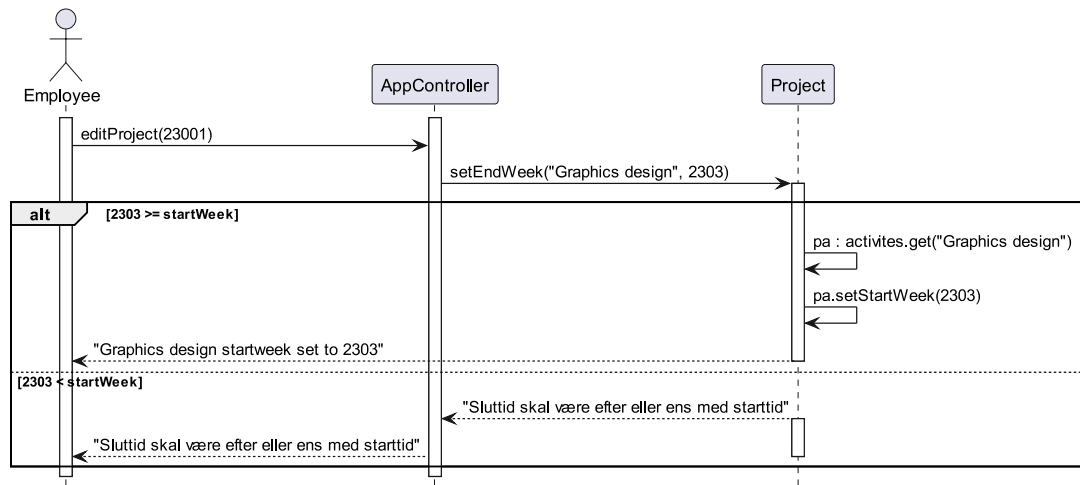 Employee
AppController
Project
editProject(23001)
setEndWeek("Graphics design", 2303)
alt
[2303 >= startWeek]
pa : activites.get("Graphics design")
pa.setStartWeek(2303)
"Graphics design startweek set to 2303"
[2303 < startWeek]
"Sluttid skal være efter eller ens med starttid"
"Sluttid skal være efter eller ens med starttid"